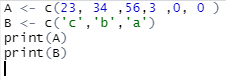 A <- c(23, 34 ,56,3 ,0, 0 )
B <- c('c','b','a')
print(A)
print(B)